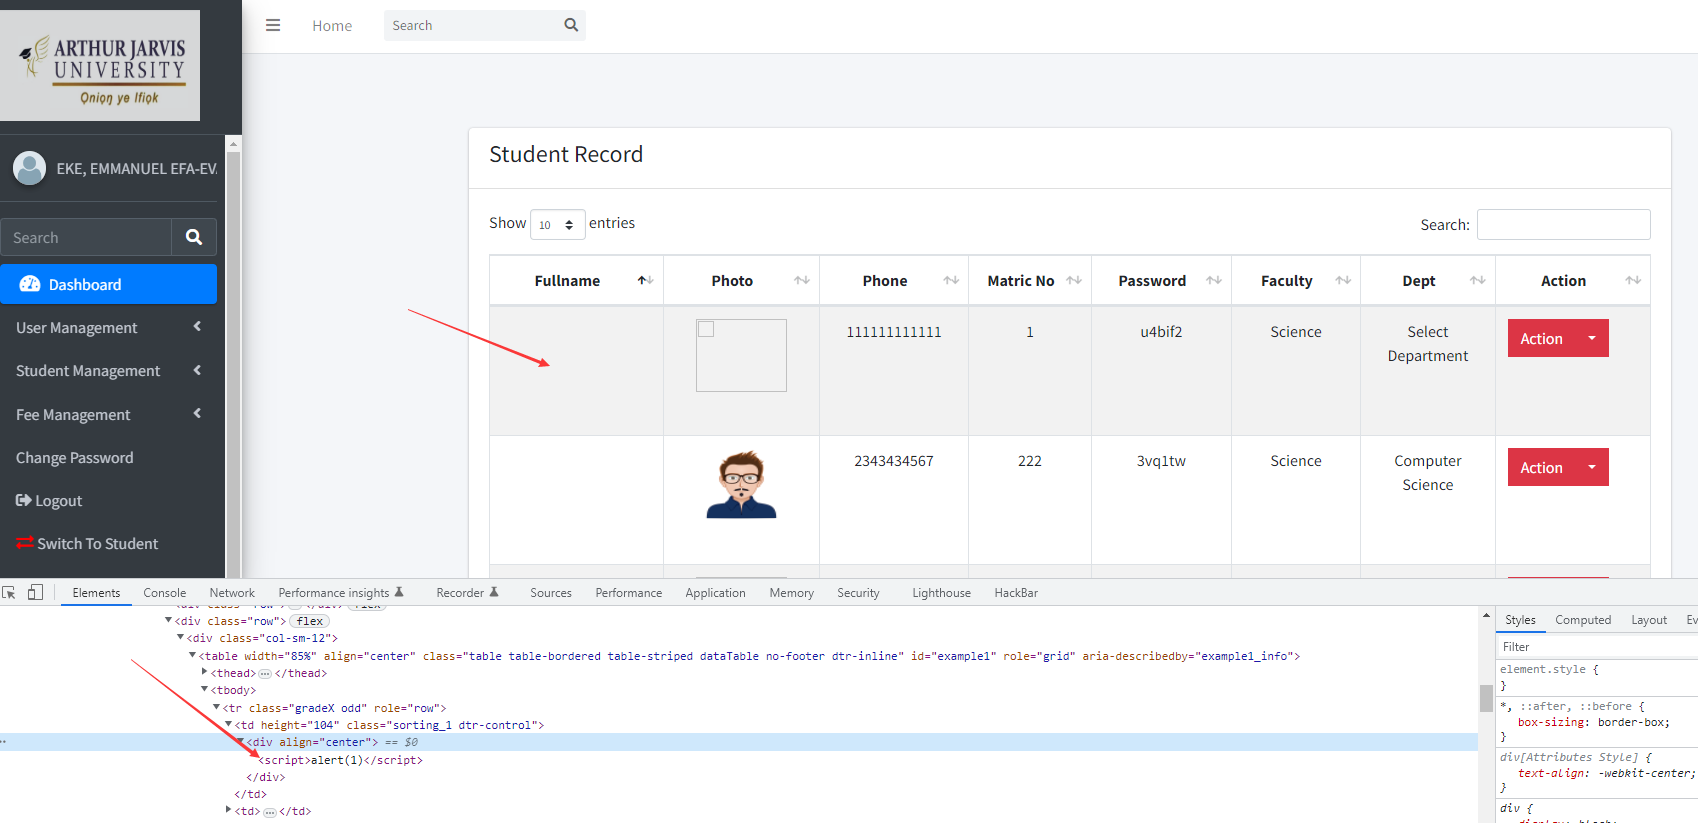 ARTHUR JARVIS
UNIVERSITY
Home
Search
EKE, EMMANUEL EFA-EV
Search
Dashboard
User Management
Student Management
Fee Management
Change Password
Logout
Switch To Student
Student Record
Show 10 entries
Search:
Fullname Photo Phone Matric No Password Faculty Dept Action
111111111111 1 u4bif2 Science Select Department Action
2343434567 222 3vq1tw Science Computer Science Action
Elements Console Network Performance insights Recorder Sources Performance Application Memory Security Lighthouse HackBar
<div class="row"> flex
<div class="col-sm-12">
<table width="85%" align="center" class="table table-bordered table-striped dataTable no-footer dtr-inline" id="example1" role="grid" aria-describedby="example1_info">
<thead> … </thead>
<tbody>
<tr class="gradeX odd" role="row">
<td height="104" class="sorting_1 dtr-control">
<div align="center"> == $0
<script>alert(1)</script>
</div>
</td>
<td> … </td>
Styles Computed Layout Ev
Filter
element.style {
}
*, ::after, ::before {
box-sizing: border-box;
}
div[Attributes Style] {
text-align: -webkit-center;
}
div {